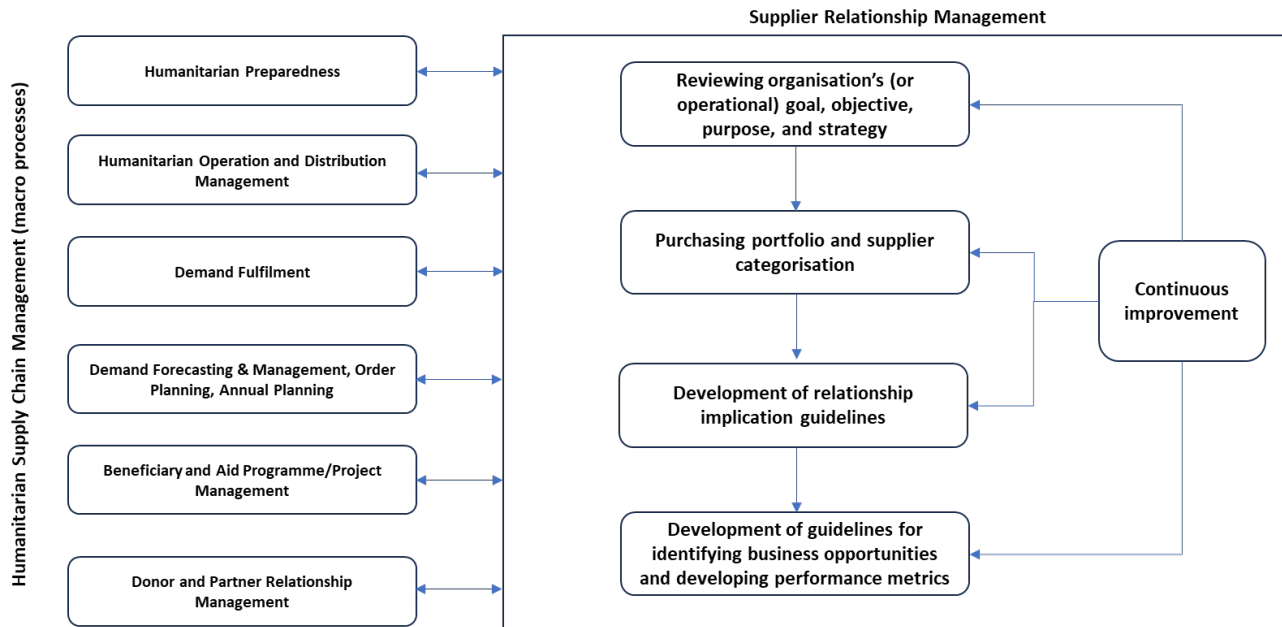 Supplier Relationship Management
Humanitarian Supply Chain Management (macro processes)
Humanitarian Preparedness
Humanitarian Operation and Distribution
Management
Demand Fulfilment
Demand Forecasting & Management, Order
Planning, Annual Planning
Beneficiary and Aid Programme/Project
Management
Donor and Partner Relationship
Management
Reviewing organisation's (or
operational) goal, objective,
purpose, and strategy
Purchasing portfolio and supplier
categorisation
Development of relationship
implication guidelines
Development of guidelines for
identifying business opportunities
and developing performance metrics
Continuous
improvement